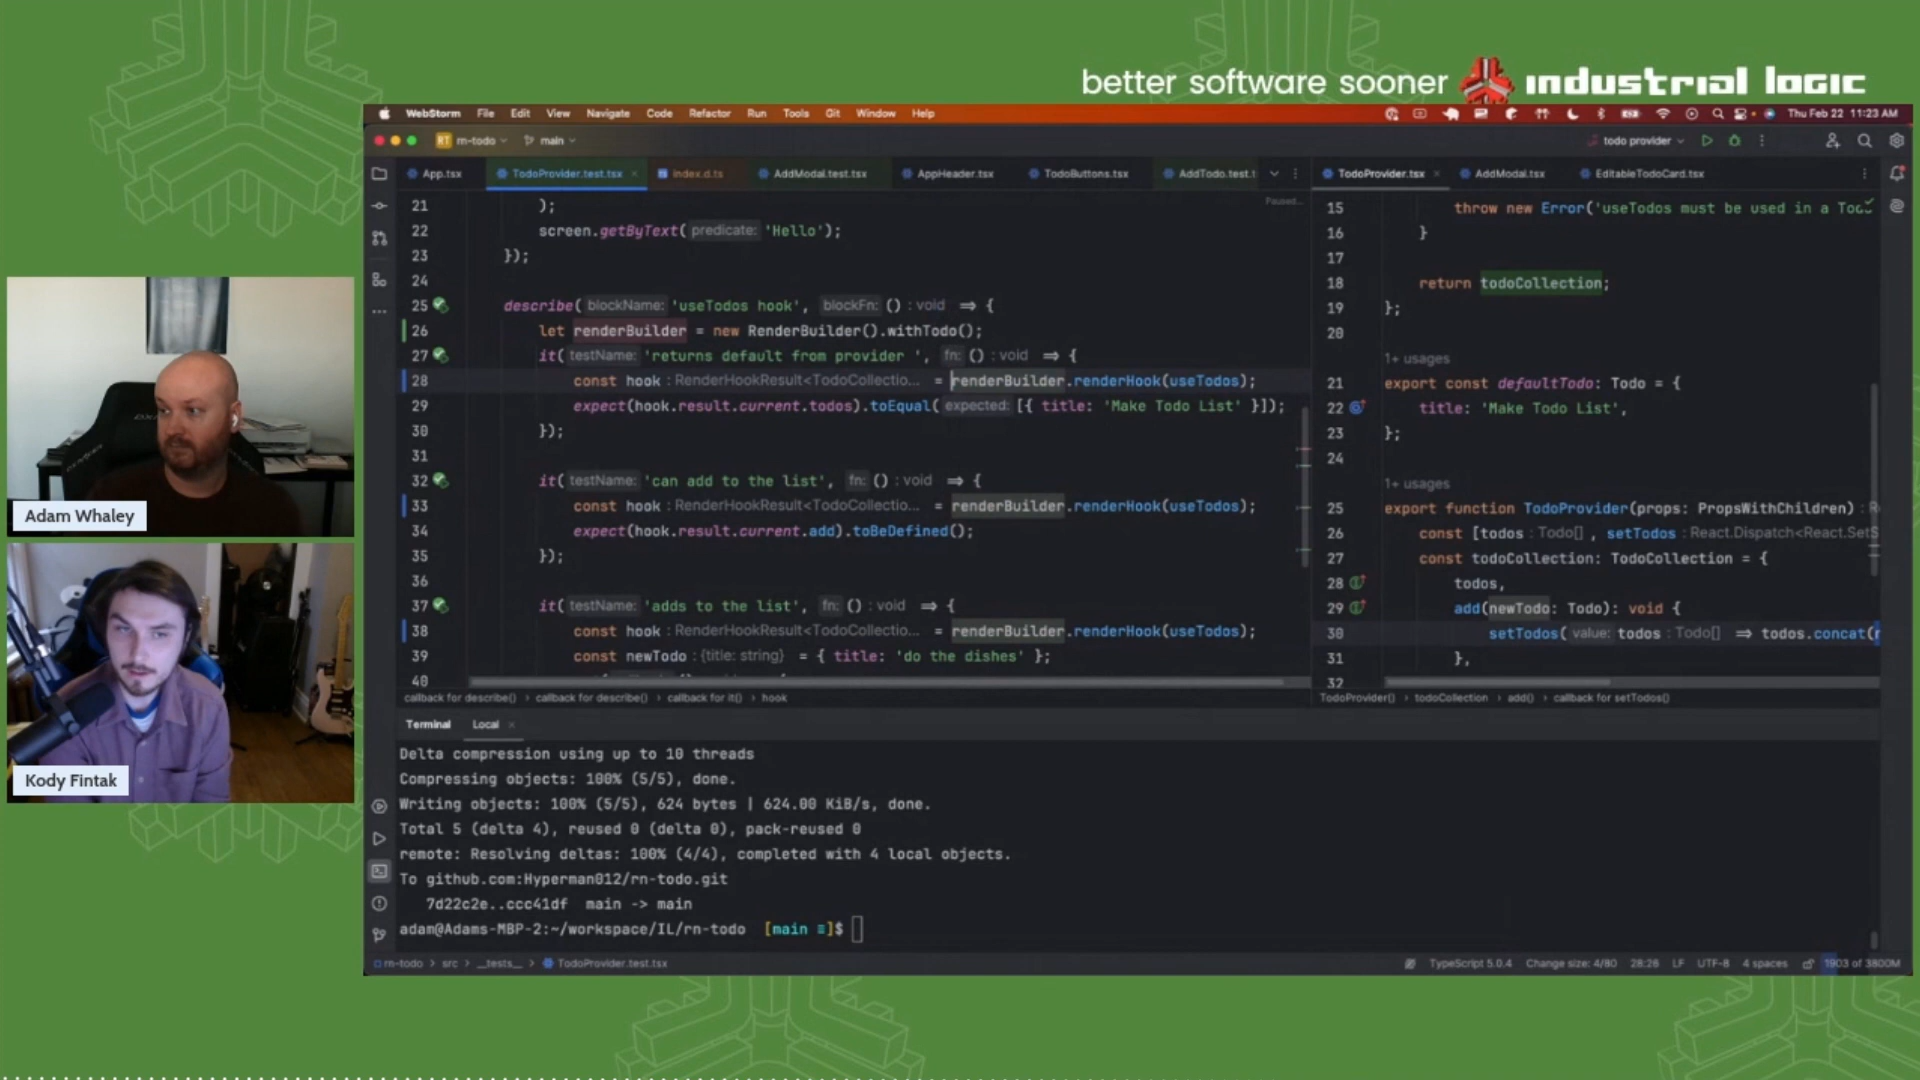 better software sooner industrial logic
WebStorm File Edit View Navigate Code Refactor Run Tools Git Window Help
Thu Feb 22 11:23 AM
RT rn-todo main
todo provider
App.tsx TodoProvider.test.tsx index.d.ts AddModal.test.tsx AppHeader.tsx TodoButtons.tsx AddTodo.test.t
Paused...
21 );
22 screen.getByText( predicate: 'Hello');
23 });
24
25 describe( blockName: 'useTodos hook', blockFn: () : void => {
26 let renderBuilder = new RenderBuilder().withTodo();
27 it( testName: 'returns default from provider ', fn: () : void => {
28 const hook : RenderHookResult<TodoCollectio... = renderBuilder.renderHook(useTodos);
29 expect(hook.result.current.todos).toEqual( expected: [{ title: 'Make Todo List' }]);
30 });
31
32 it( testName: 'can add to the list', fn: () : void => {
33 const hook : RenderHookResult<TodoCollectio... = renderBuilder.renderHook(useTodos);
34 expect(hook.result.current.add).toBeDefined();
35 });
36
37 it( testName: 'adds to the list', fn: () : void => {
38 const hook : RenderHookResult<TodoCollectio... = renderBuilder.renderHook(useTodos);
39 const newTodo : {title: string} = { title: 'do the dishes' };
40
callback for describe() > callback for describe() > callback for it() > hook
TodoProvider.tsx AddModal.tsx EditableTodoCard.tsx
15 throw new Error('useTodos must be used in a Tod
16 }
17
18 return todoCollection;
19 };
20
1+ usages
21 export const defaultTodo: Todo = {
22 title: 'Make Todo List',
23 };
24
1+ usages
25 export function TodoProvider(props: PropsWithChildren) : R
26 const [todos : Todo[] , setTodos : React.Dispatch<React.SetS
27 const todoCollection: TodoCollection = {
28 todos,
29 add(newTodo: Todo): void {
30 setTodos( value: todos : Todo[] => todos.concat(n
31 },
32
TodoProvider() > todoCollection > add() > callback for setTodos()
Terminal Local
Delta compression using up to 10 threads
Compressing objects: 100% (5/5), done.
Writing objects: 100% (5/5), 624 bytes | 624.00 KiB/s, done.
Total 5 (delta 4), reused 0 (delta 0), pack-reused 0
remote: Resolving deltas: 100% (4/4), completed with 4 local objects.
To github.com:Hyperman012/rn-todo.git
7d22c2e..ccc41df main -> main
adam@Adams-MBP-2:~/workspace/IL/rn-todo [main ≡]$
rn-todo > src > __tests__ > TodoProvider.test.tsx
TypeScript 5.0.4 Change size: 4/80 28:26 LF UTF-8 4 spaces 1903 of 3800M
Adam Whaley
Kody Fintak